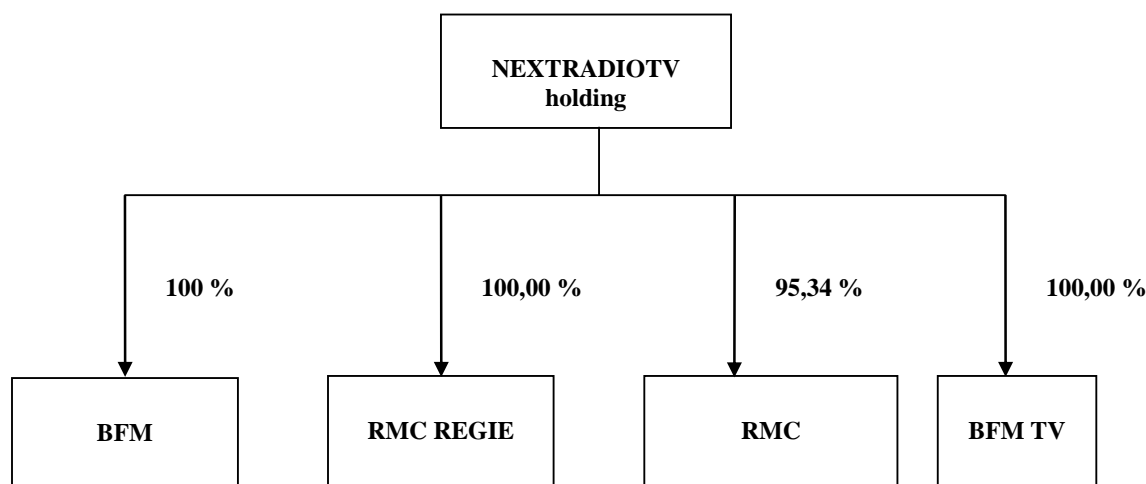 NEXTRADIOTV
holding
100 %
100,00 %
95,34 %
100,00 %
BFM
RMC REGIE
RMC
BFM TV